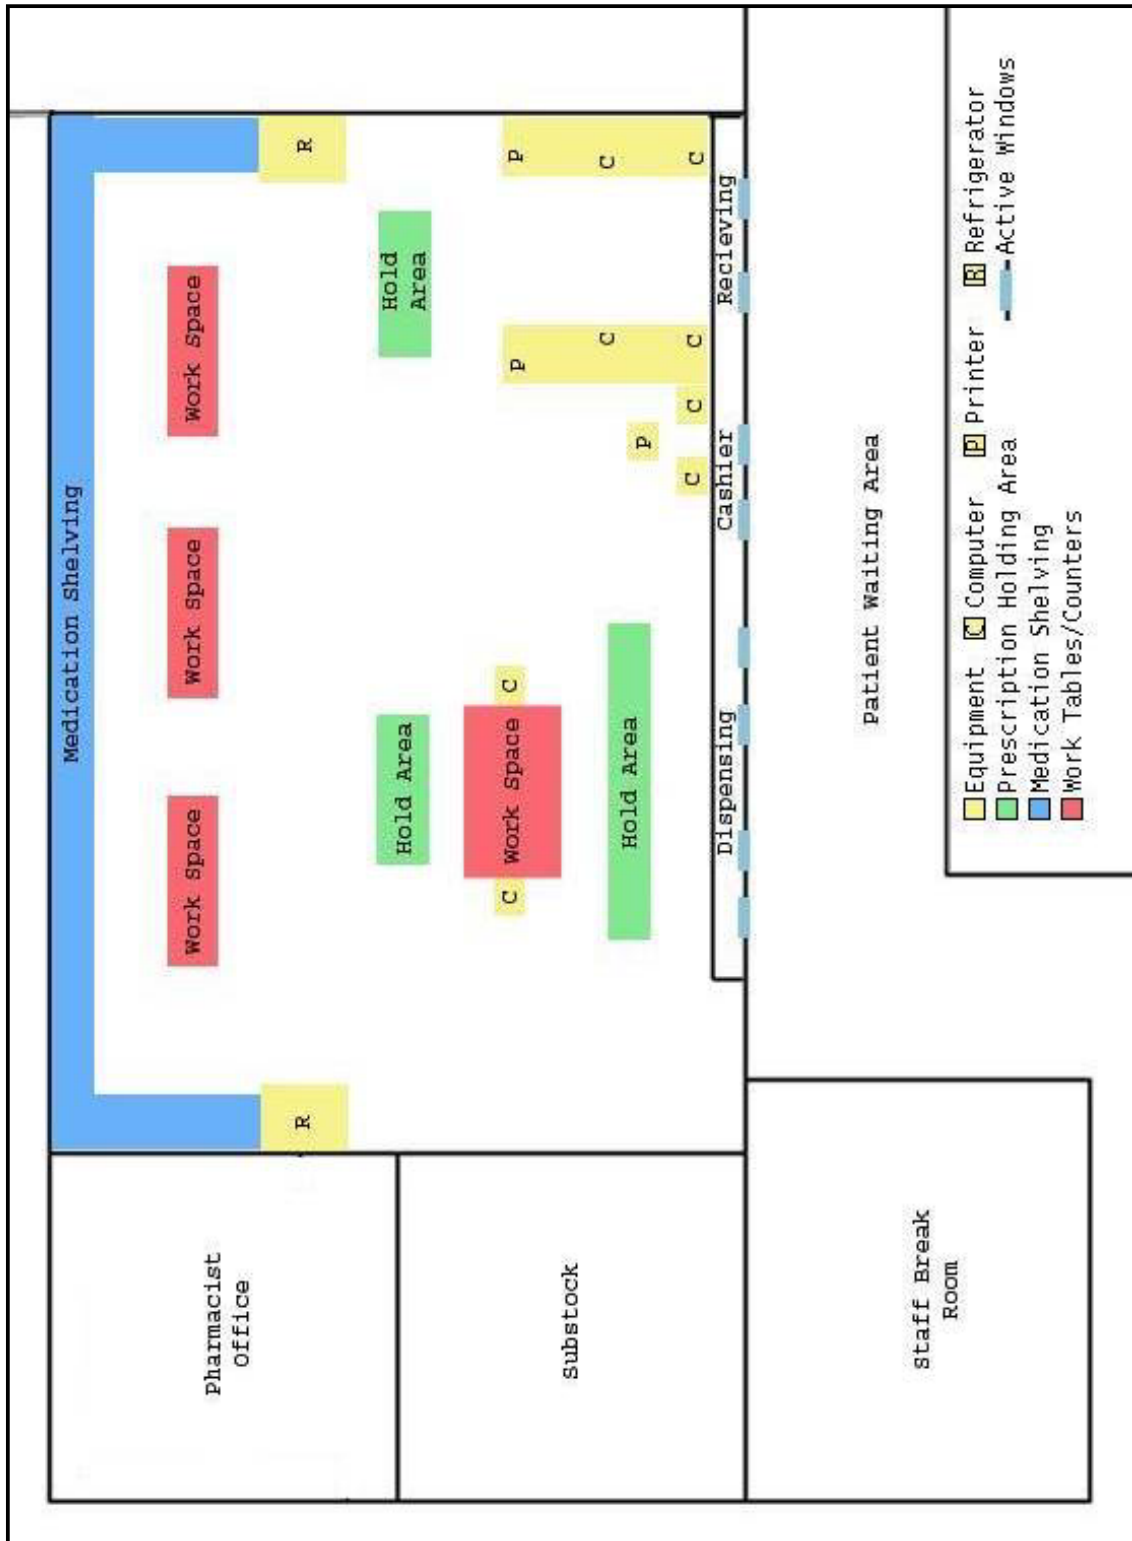 Medication Shelving
Pharmacist
Office
Work Space
Work Space
Work Space
R
R
Hold Area
Hold
Area
Substock
C
Work Space
C
P
P
Hold Area
C
C
P
C
C
C
C
Dispensing
Cashier
Recieving
Patient Waiting Area
Staff Break
Room
Equipment C Computer P Printer R Refrigerator
Prescription Holding Area Active Windows
Medication Shelving
Work Tables/Counters